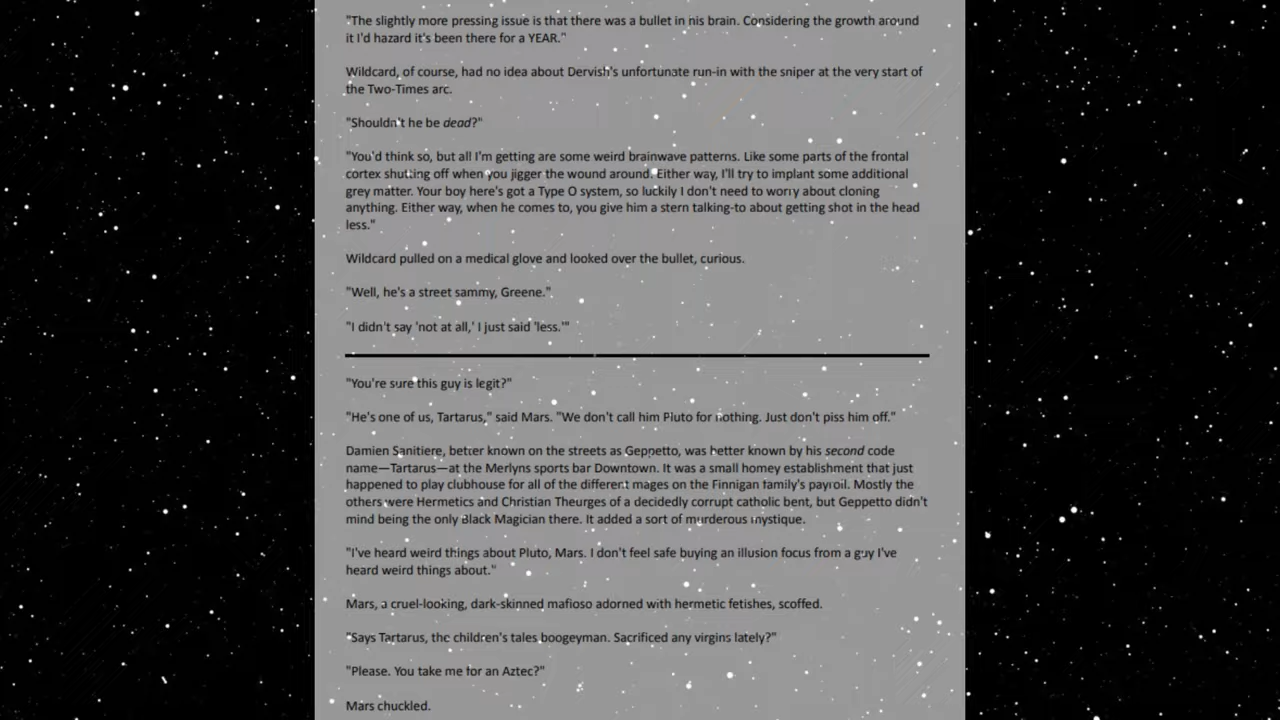 "The slightly more pressing issue is that there was a bullet in his brain. Considering the growth around
it I'd hazard it's been there for a YEAR."
Wildcard, of course, had no idea about Dervish's unfortunate run-in with the sniper at the very start of
the Two-Times arc.
"Shouldn't he be dead?"
"You'd think so, but all I'm getting are some weird brainwave patterns. Like some parts of the frontal
cortex shutting off when you jigger the wound around. Either way, I'll try to implant some additional
grey matter. Your boy here's got a Type O system, so luckily I don't need to worry about cloning
anything. Either way, when he comes to, you give him a stern talking-to about getting shot in the head
less."
Wildcard pulled on a medical glove and looked over the bullet, curious.
"Well, he's a street sammy, Greene."
"I didn't say 'not at all,' I just said 'less.'"
"You're sure this guy is legit?"
"He's one of us, Tartarus," said Mars. "We don't call him Pluto for nothing. Just don't piss him off."
Damien Sanitiere, better known on the streets as Geppetto, was better known by his second code
name—Tartarus—at the Merlyns sports bar Downtown. It was a small homey establishment that just
happened to play clubhouse for all of the different mages on the Finnigan family's payroll. Mostly the
others were Hermetics and Christian Theurges of a decidedly corrupt catholic bent, but Geppetto didn't
mind being the only Black Magician there. It added a sort of murderous mystique.
"I've heard weird things about Pluto, Mars. I don't feel safe buying an illusion focus from a guy I've
heard weird things about."
Mars, a cruel-looking, dark-skinned mafioso adorned with hermetic fetishes, scoffed.
"Says Tartarus, the children's tales boogeyman. Sacrificed any virgins lately?"
"Please. You take me for an Aztec?"
Mars chuckled.